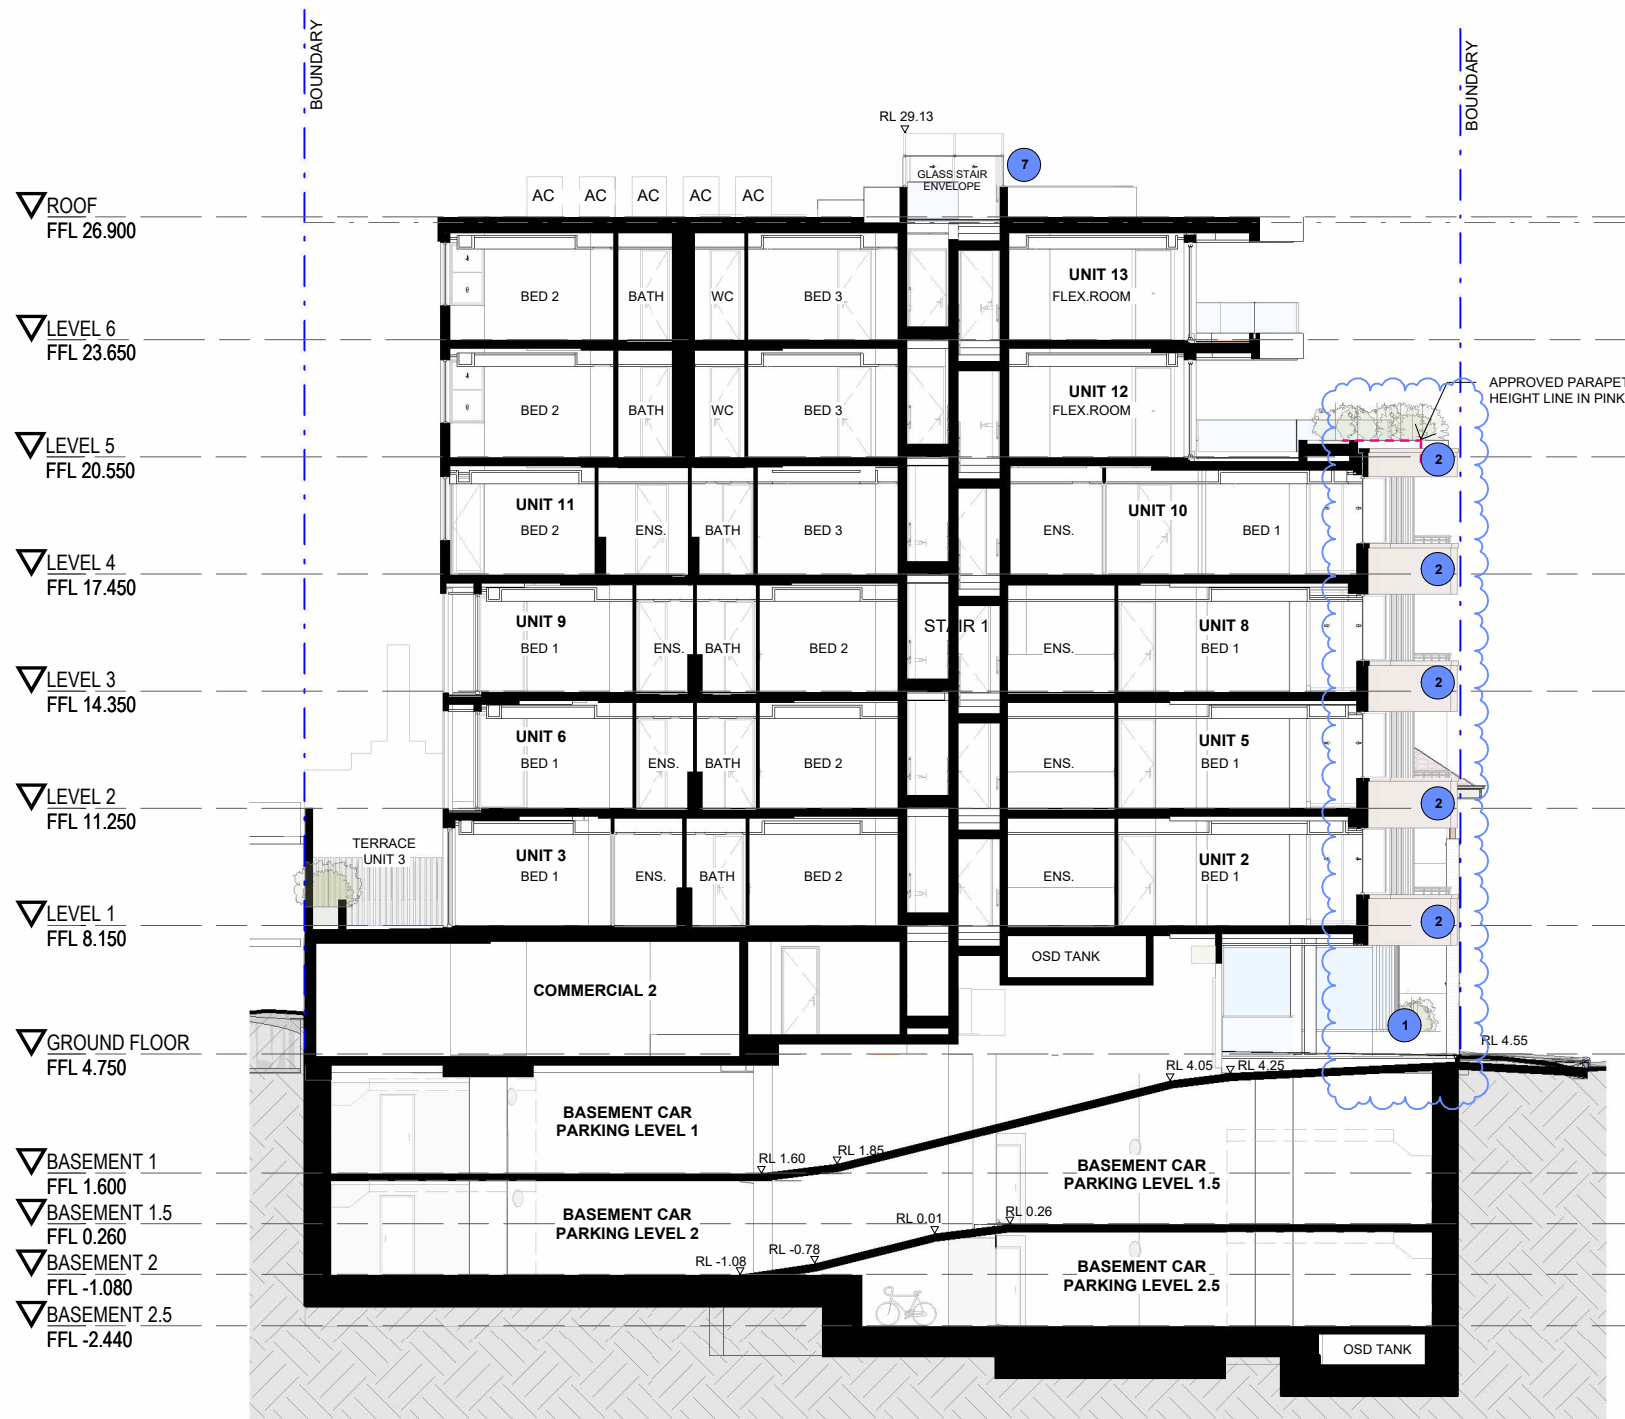 BOUNDARY
BOUNDARY
RL 29.13
GLASS STAIR
ENVELOPE
7
AC
AC
AC
AC
AC
ROOF
FFL 26.900
BED 2
BATH
WC
BED 3
UNIT 13
FLEX.ROOM
LEVEL 6
FFL 23.650
BED 2
BATH
WC
BED 3
UNIT 12
FLEX.ROOM
APPROVED PARAPET
HEIGHT LINE IN PINK
LEVEL 5
FFL 20.550
2
UNIT 11
BED 2
ENS.
BATH
BED 3
ENS.
UNIT 10
BED 1
LEVEL 4
FFL 17.450
2
UNIT 9
BED 1
ENS.
BATH
BED 2
STAIR 1
ENS.
UNIT 8
BED 1
LEVEL 3
FFL 14.350
2
UNIT 6
BED 1
ENS.
BATH
BED 2
ENS.
UNIT 5
BED 1
LEVEL 2
FFL 11.250
2
TERRACE
UNIT 3
UNIT 3
BED 1
ENS.
BATH
BED 2
ENS.
UNIT 2
BED 1
LEVEL 1
FFL 8.150
2
COMMERCIAL 2
OSD TANK
1
GROUND FLOOR
FFL 4.750
RL 4.05
RL 4.25
RL 4.55
BASEMENT CAR
PARKING LEVEL 1
RL 1.60
RL 1.85
BASEMENT 1
FFL 1.600
BASEMENT CAR
PARKING LEVEL 1.5
BASEMENT 1.5
FFL 0.260
BASEMENT CAR
PARKING LEVEL 2
RL 0.01
RL 0.26
BASEMENT 2
FFL -1.080
RL -1.08
RL -0.78
BASEMENT CAR
PARKING LEVEL 2.5
BASEMENT 2.5
FFL -2.440
OSD TANK